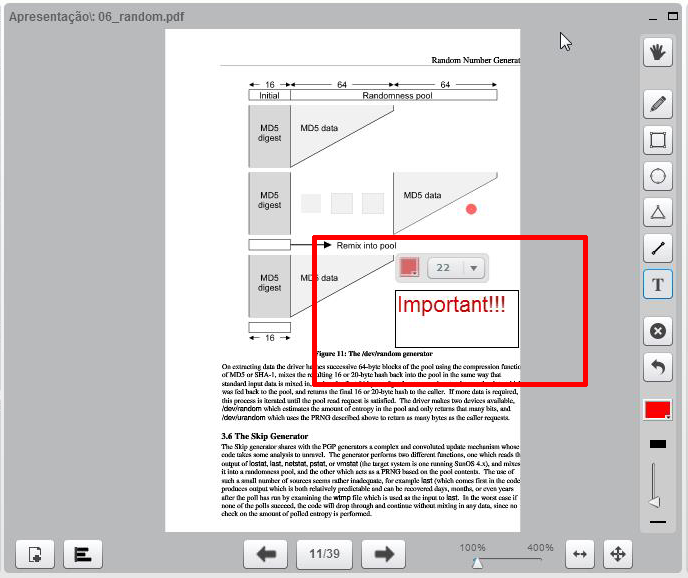 Apresentação\: 06_random.pdf
Random Number Generat
16 64 64
Initial Randomness pool
MD5 digest
MD5 data
MD5 digest
MD5 data
Remix into pool
MD5 digest
MD5 data
22
Important!!!
16
Figure 11: The /dev/random generator
On extracting data the driver hashes successive 64-byte blocks of the pool using the compression functio
of MD5 or SHA-1, mixes the resulting 16 or 20-byte hash back into the pool in the same way that
standard input data is mixed in,
was fed back to the pool, and returns the final 16 or 20-byte hash to the caller. If more data is required,
this process is iterated until the pool read request is satisfied. The driver makes two devices available,
/dev/random which estimates the amount of entropy in the pool and only returns that many bits, and
/dev/urandom which uses the PRNG described above to return as many bytes as the caller requests.
3.6 The Skip Generator
The Skip generator shares with the PGP generators a complex and convoluted update mechanism whose
code takes some analysis to unravel. The generator performs two different functions, one which reads th
output of lostat, last, netstat, pstat, or vmstat (the target system is one running SunOS 4.x), and mixes
it into a randomness pool, and the other which acts as a PRNG based on the pool contents. The use of
such a small number of sources seems rather inadequate, for example last (which comes first in the code
produces output which is both relatively predictable and can be recovered days, months, or even years
after the poll has run by examining the wtmp file which is used as the input to last. In the worst case if
none of the polls succeed, the code will drop through and continue without mixing in any data, since no
check on the amount of polled entropy is performed.
T
11/39
100% 400%